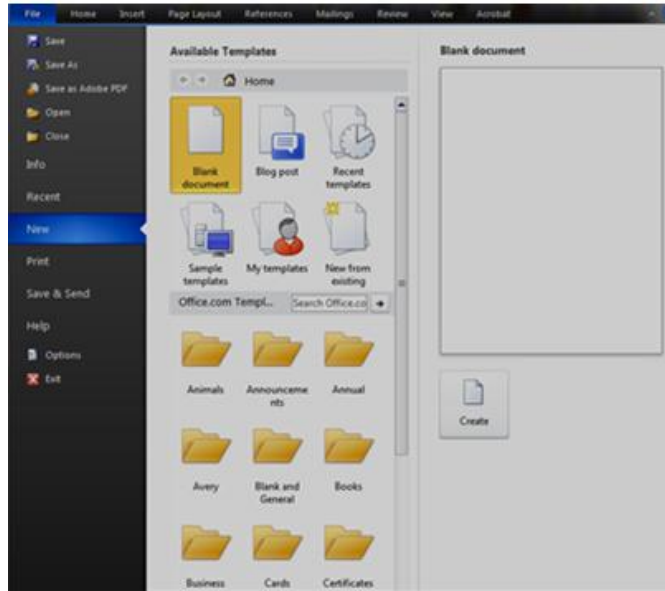 File Home Insert Page Layout References Mailings Review View Acrobat
Save
Save As
Save as Adobe PDF
Open
Close
Info
Recent
New
Print
Save & Send
Help
Options
Exit
Available Templates
Home
Blank document
Blog post
Recent templates
Sample templates
My templates
New from existing
Office.com Templ... Search Office.co
Animals
Announceme
nts
Annual
Avery
Blank and General
Books
Business
Cards
Certificates
Blank document
Create